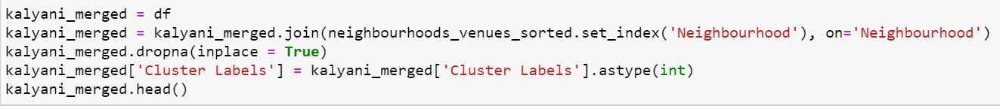 kalyani_merged = df
kalyani_merged = kalyani_merged.join(neighbourhoods_venues_sorted.set_index('Neighbourhood'), on='Neighbourhood')
kalyani_merged.dropna(inplace = True)
kalyani_merged['Cluster Labels'] = kalyani_merged['Cluster Labels'].astype(int)
kalyani_merged.head()